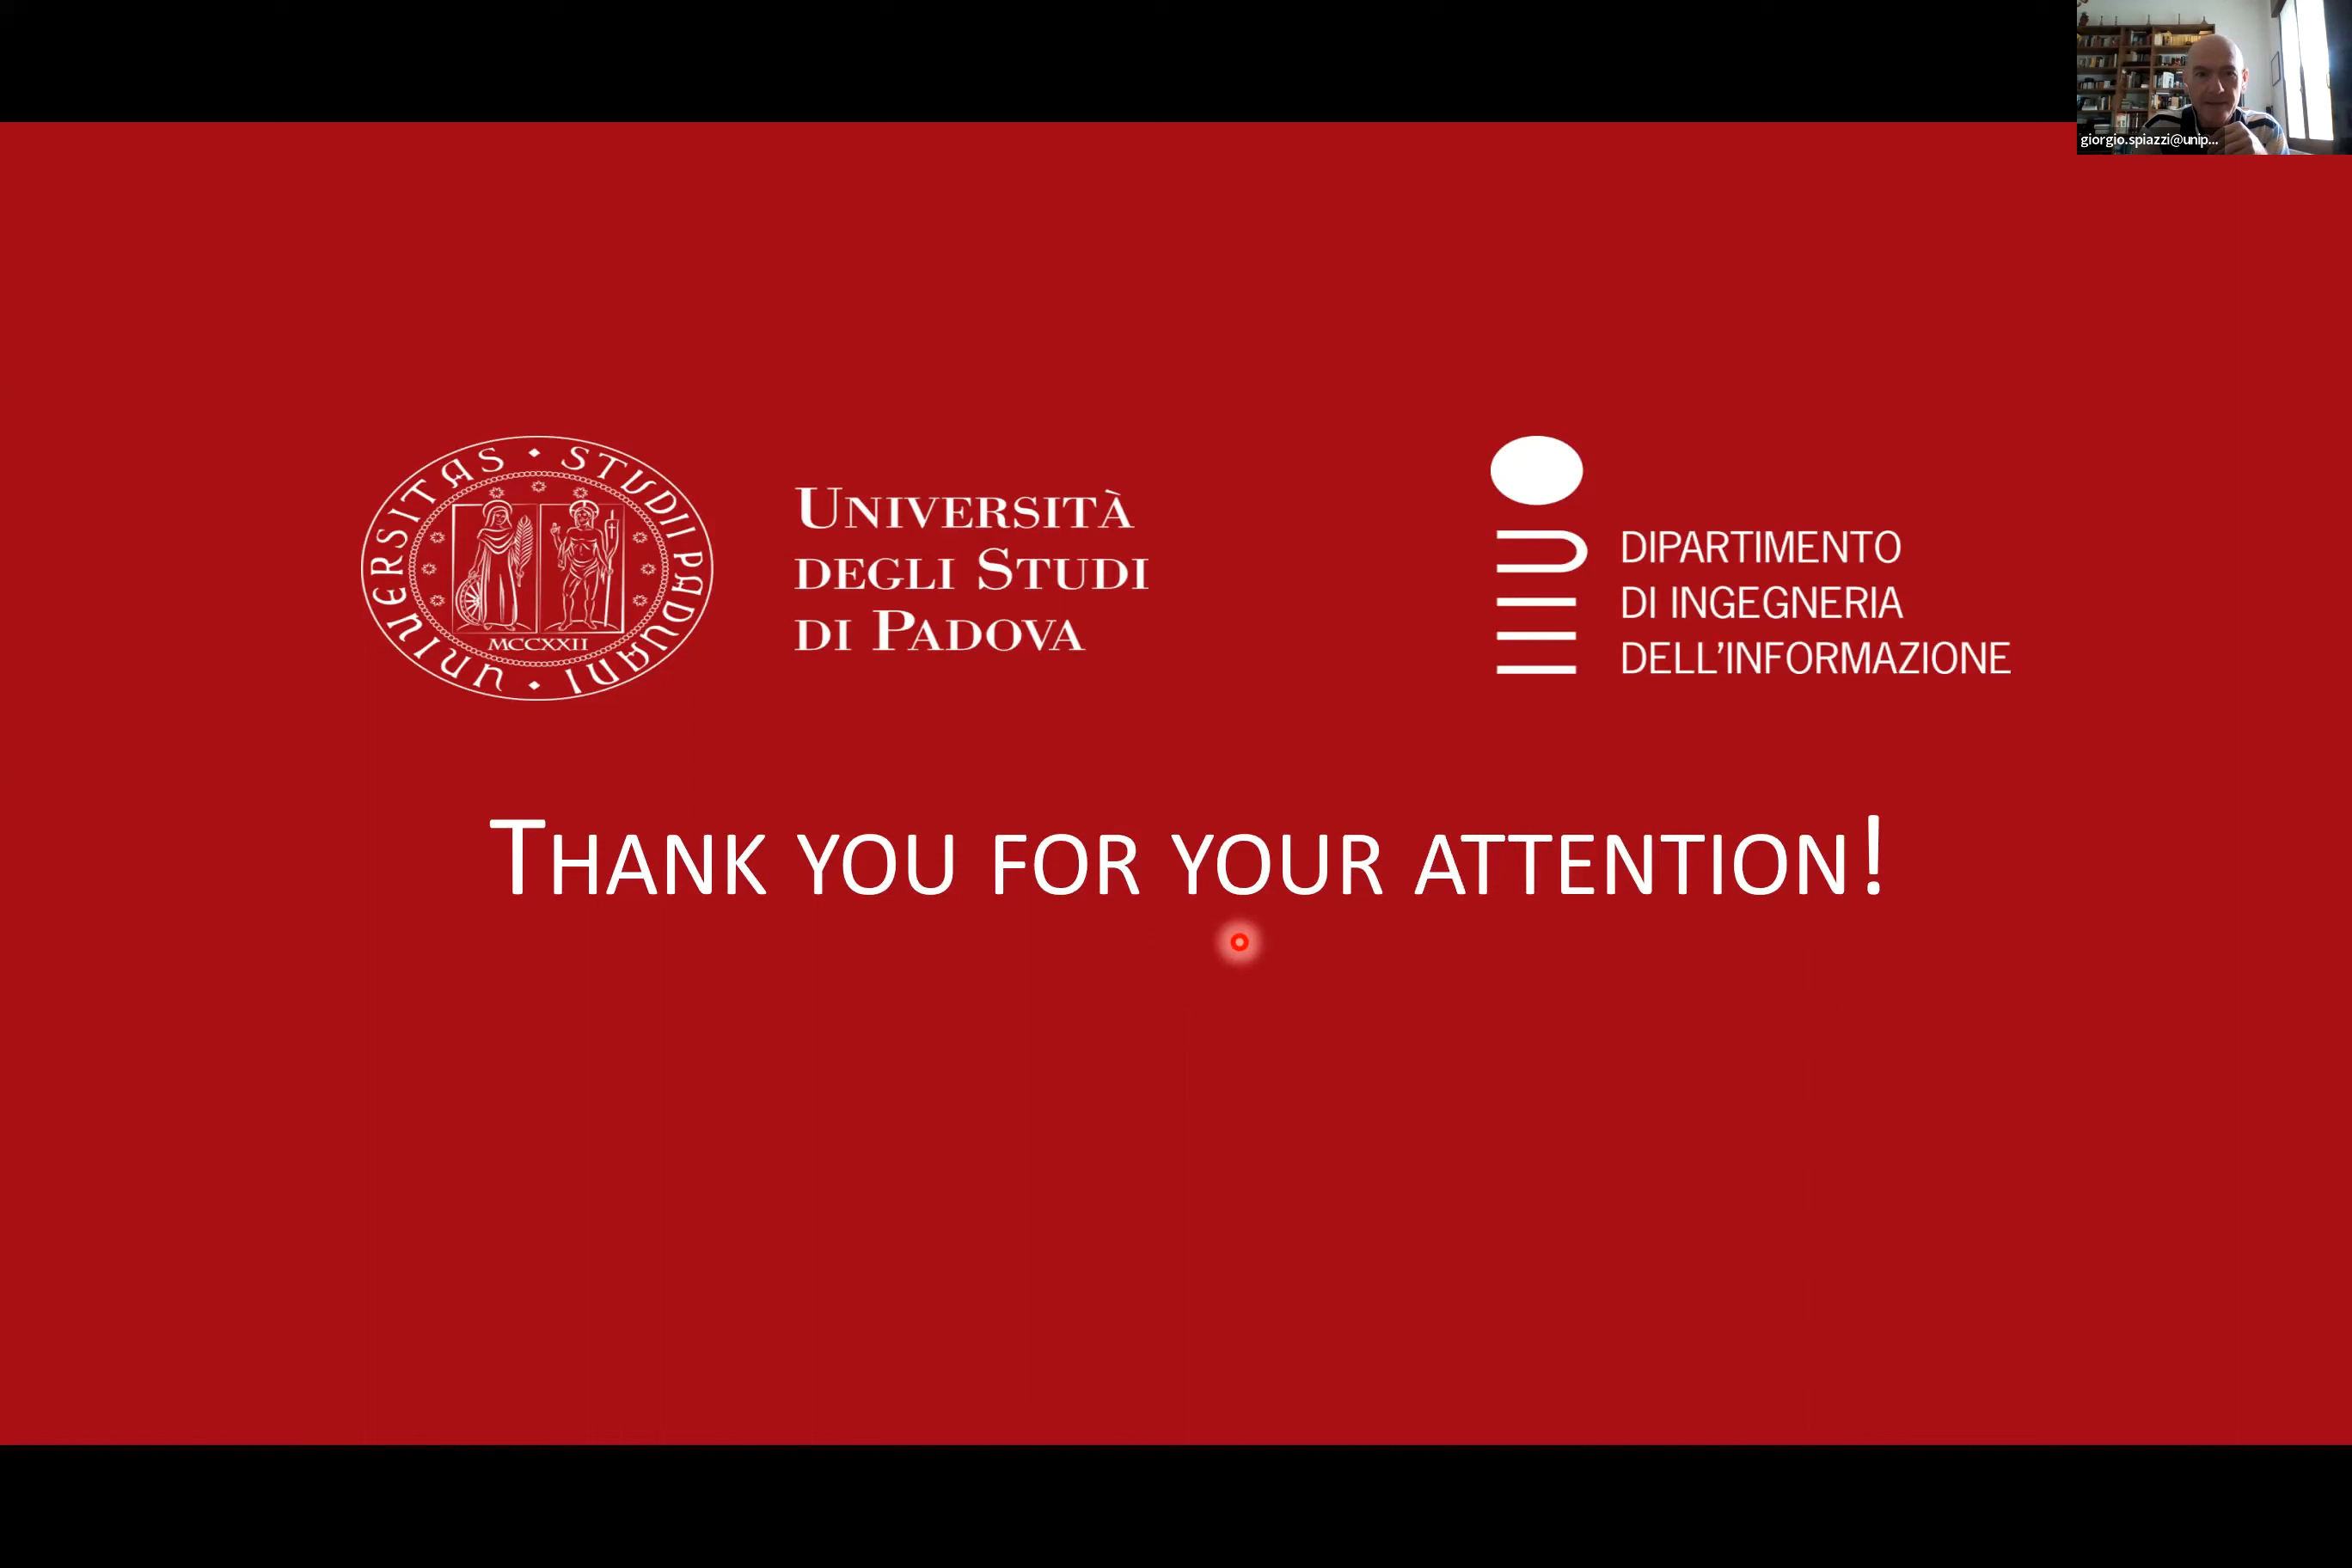 giorgio.spiazzi@unip...
UNIVERSITAS • STUDII PADUANI •
MCCXXII
UNIVERSITÀ
DEGLI STUDI
DI PADOVA
DIPARTIMENTO
DI INGEGNERIA
DELL'INFORMAZIONE
THANK YOU FOR YOUR ATTENTION!